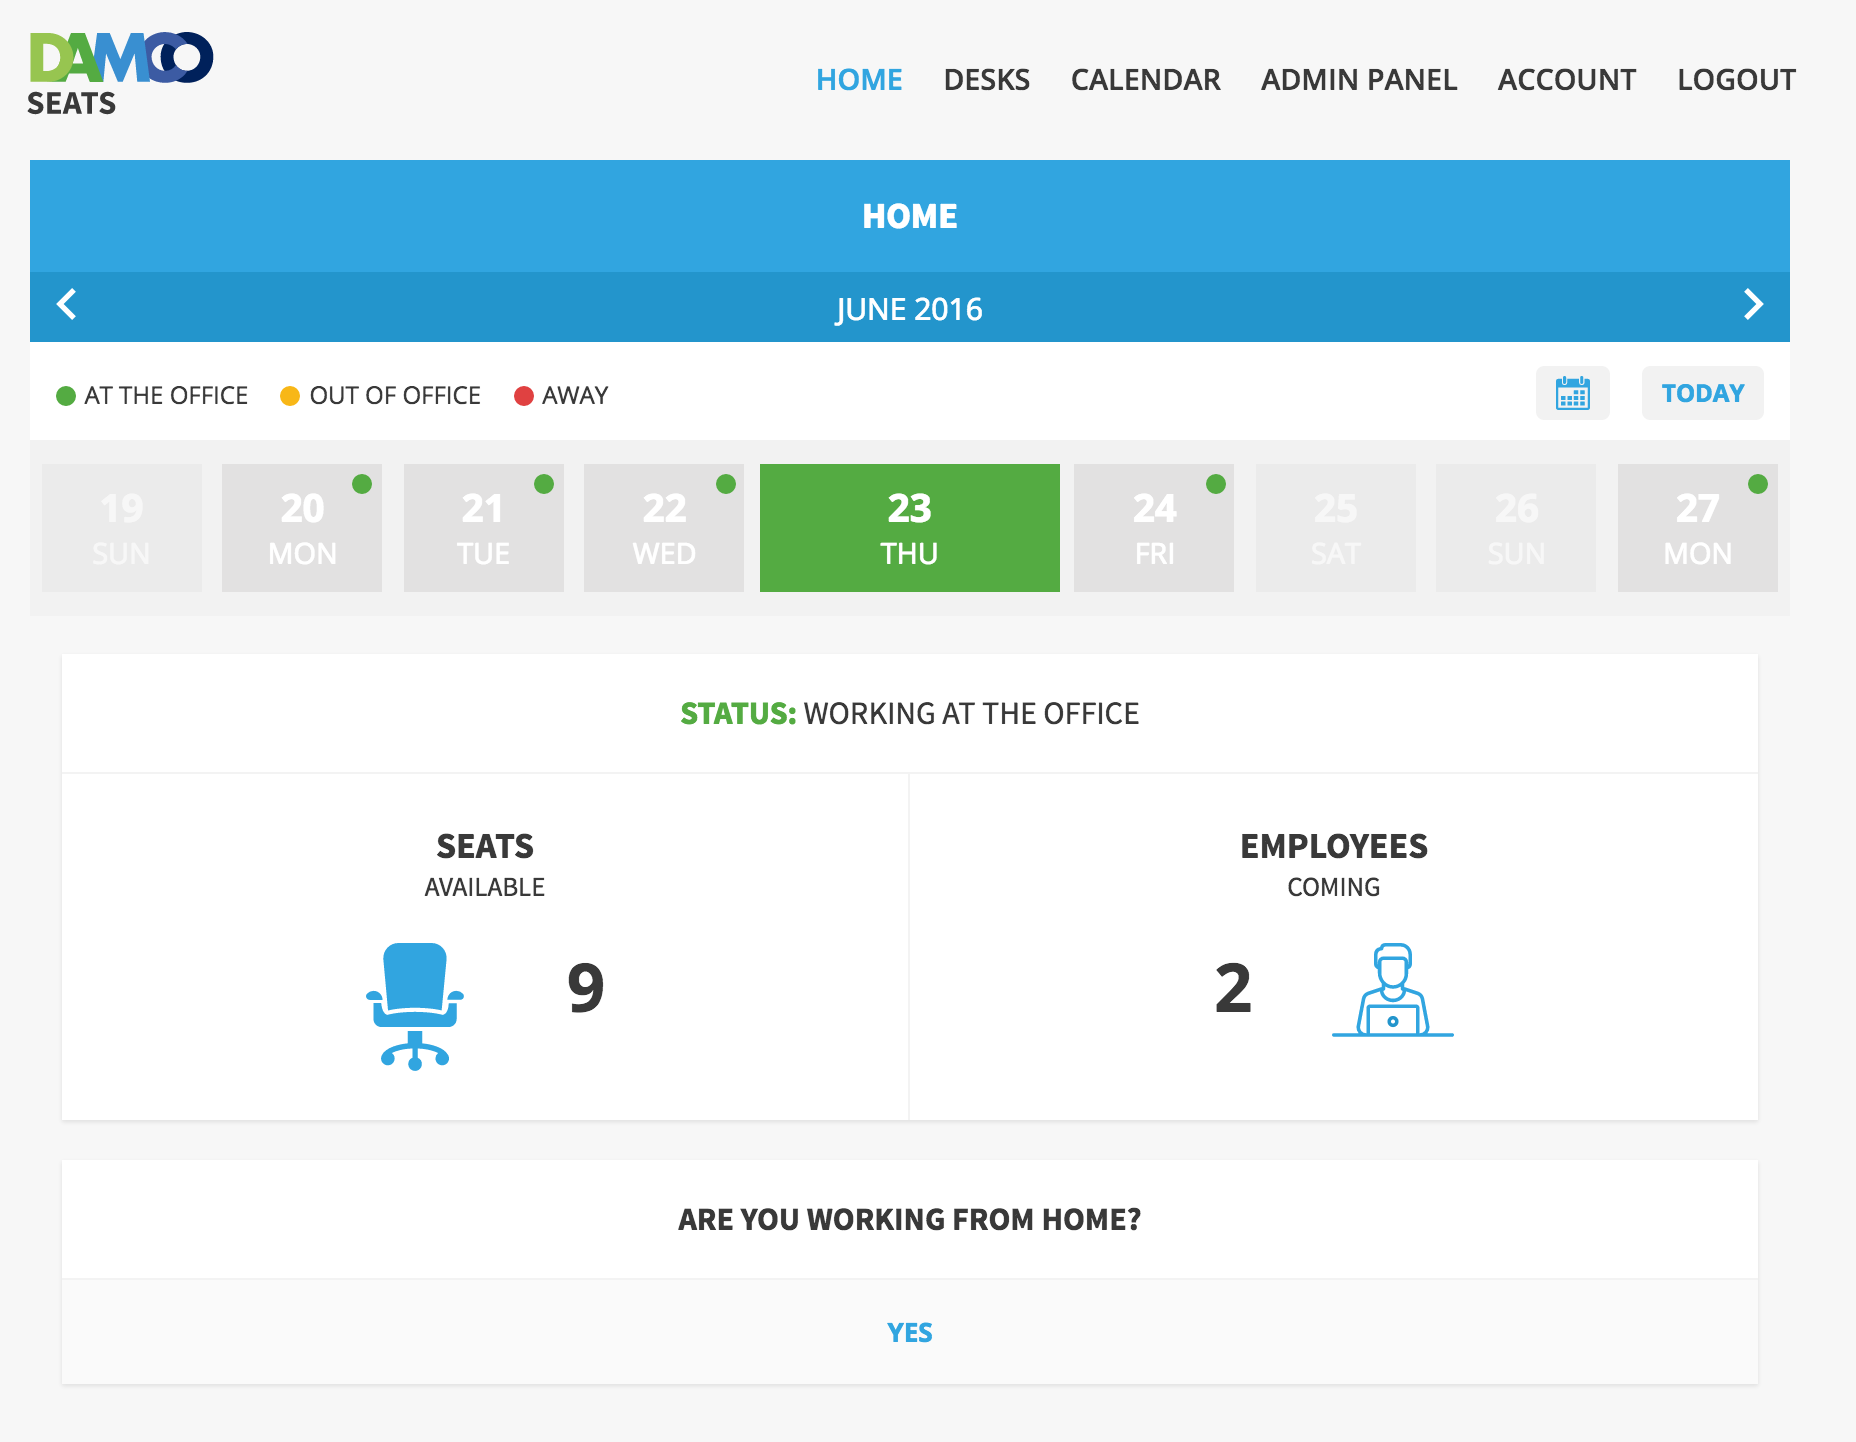 DAMCO
SEATS
HOME DESKS CALENDAR ADMIN PANEL ACCOUNT LOGOUT
HOME
JUNE 2016
AT THE OFFICE OUT OF OFFICE AWAY TODAY
19 20 21 22 23 24 25 26 27
SUN MON TUE WED THU FRI SAT SUN MON
STATUS: WORKING AT THE OFFICE
SEATS
AVAILABLE
9
EMPLOYEES
COMING
2
ARE YOU WORKING FROM HOME?
YES